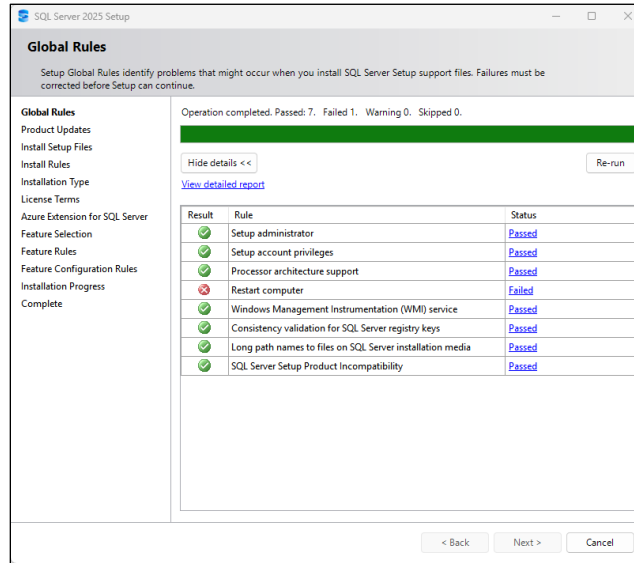 SQL Server 2025 Setup
Global Rules
Setup Global Rules identify problems that might occur when you install SQL Server Setup support files. Failures must be
corrected before Setup can continue.
Global Rules
Product Updates
Install Setup Files
Install Rules
Installation Type
License Terms
Azure Extension for SQL Server
Feature Selection
Feature Rules
Feature Configuration Rules
Installation Progress
Complete
Operation completed. Passed: 7.   Failed 1.   Warning 0.   Skipped 0.
Hide details <<
Re-run
View detailed report
Result Rule Status
Setup administrator Passed
Setup account privileges Passed
Processor architecture support Passed
Restart computer Failed
Windows Management Instrumentation (WMI) service Passed
Consistency validation for SQL Server registry keys Passed
Long path names to files on SQL Server installation media Passed
SQL Server Setup Product Incompatibility Passed
< Back Next > Cancel